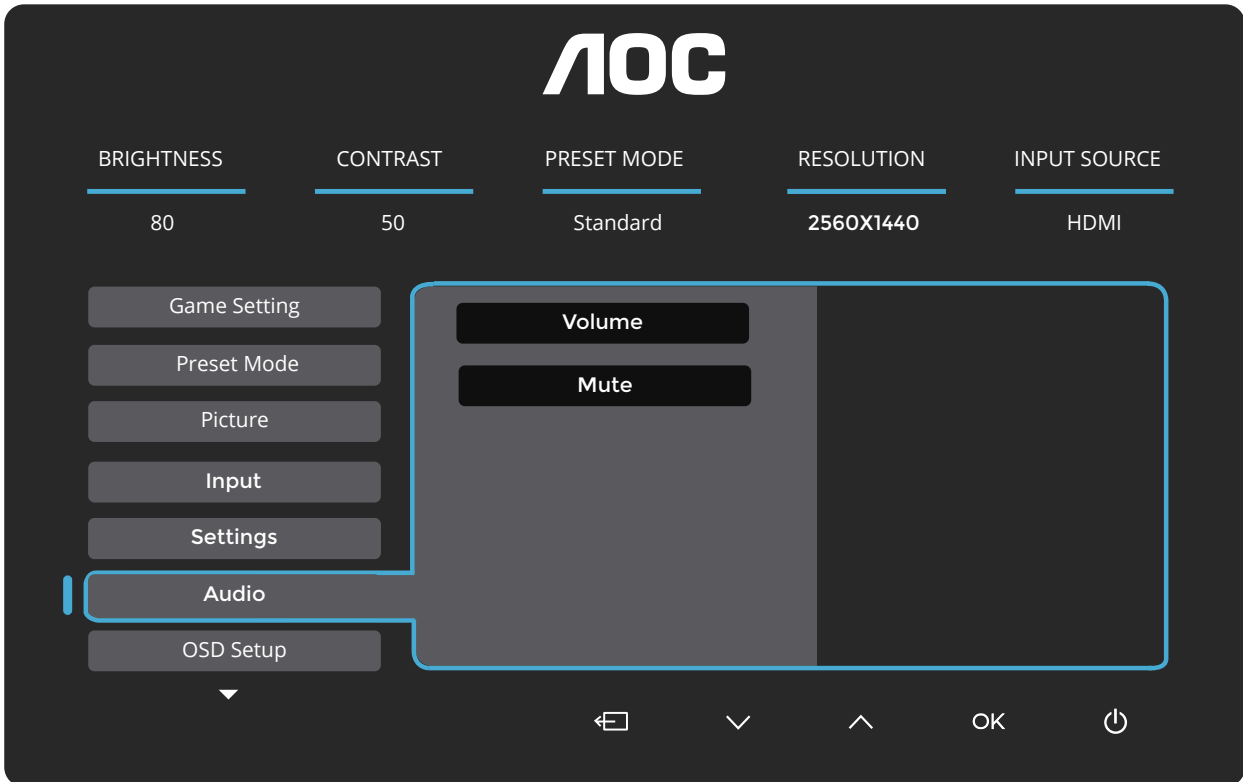 AOC
BRIGHTNESS CONTRAST PRESET MODE RESOLUTION INPUT SOURCE
80 50 Standard 2560X1440 HDMI
Game Setting
Preset Mode
Picture
Input
Settings
Audio
OSD Setup
Volume
Mute
OK